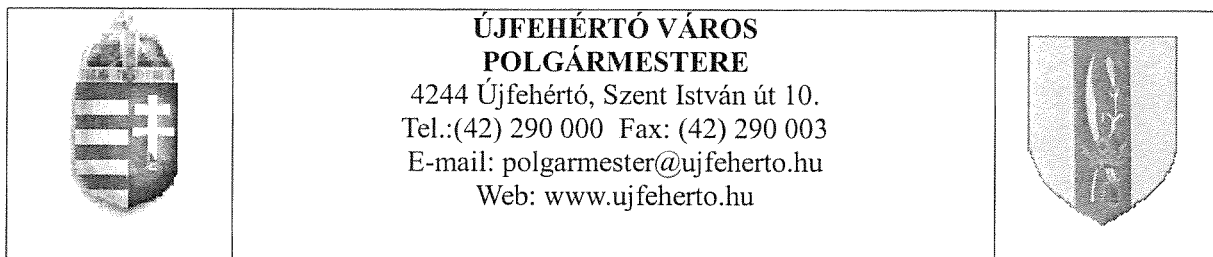 ÚJFEHÉRTÓ VÁROS
POLGÁRMESTERE
4244 Újfehértó, Szent István út 10.
Tel.:(42) 290 000 Fax: (42) 290 003
E-mail: polgarmester@ujfeherto.hu
Web: www.ujfeherto.hu